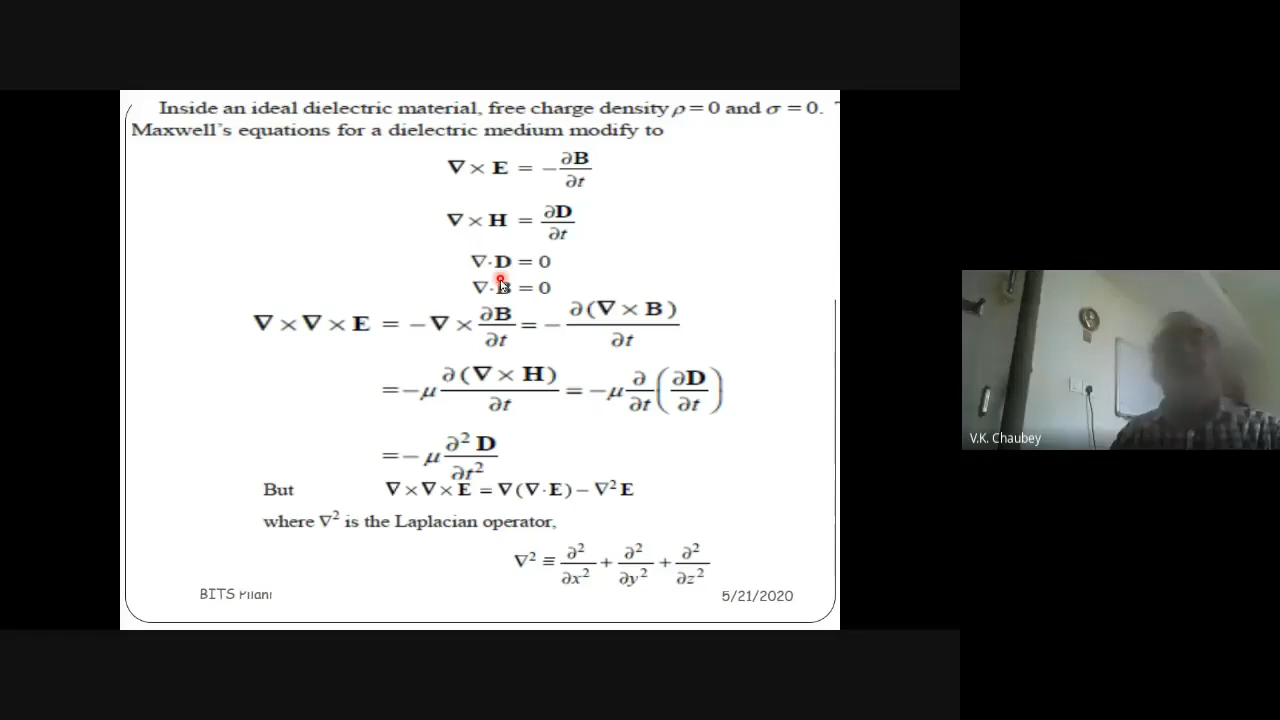 Inside an ideal dielectric material, free charge density ρ = 0 and σ = 0.
Maxwell's equations for a dielectric medium modify to
∇ × E = −∂B/∂t
∇ × H = ∂D/∂t
∇·D = 0
∇·B = 0
∇ × ∇ × E = −∇ × ∂B/∂t = − ∂(∇ × B)/∂t
= −μ ∂(∇ × H)/∂t = −μ ∂/∂t (∂D/∂t)
= −μ ∂² D/∂t²
But ∇ × ∇ × E = ∇(∇·E) − ∇² E
where ∇² is the Laplacian operator,
∇² ≡ ∂²/∂x² + ∂²/∂y² + ∂²/∂z²
BITS Pilani 5/21/2020
V.K. Chaubey